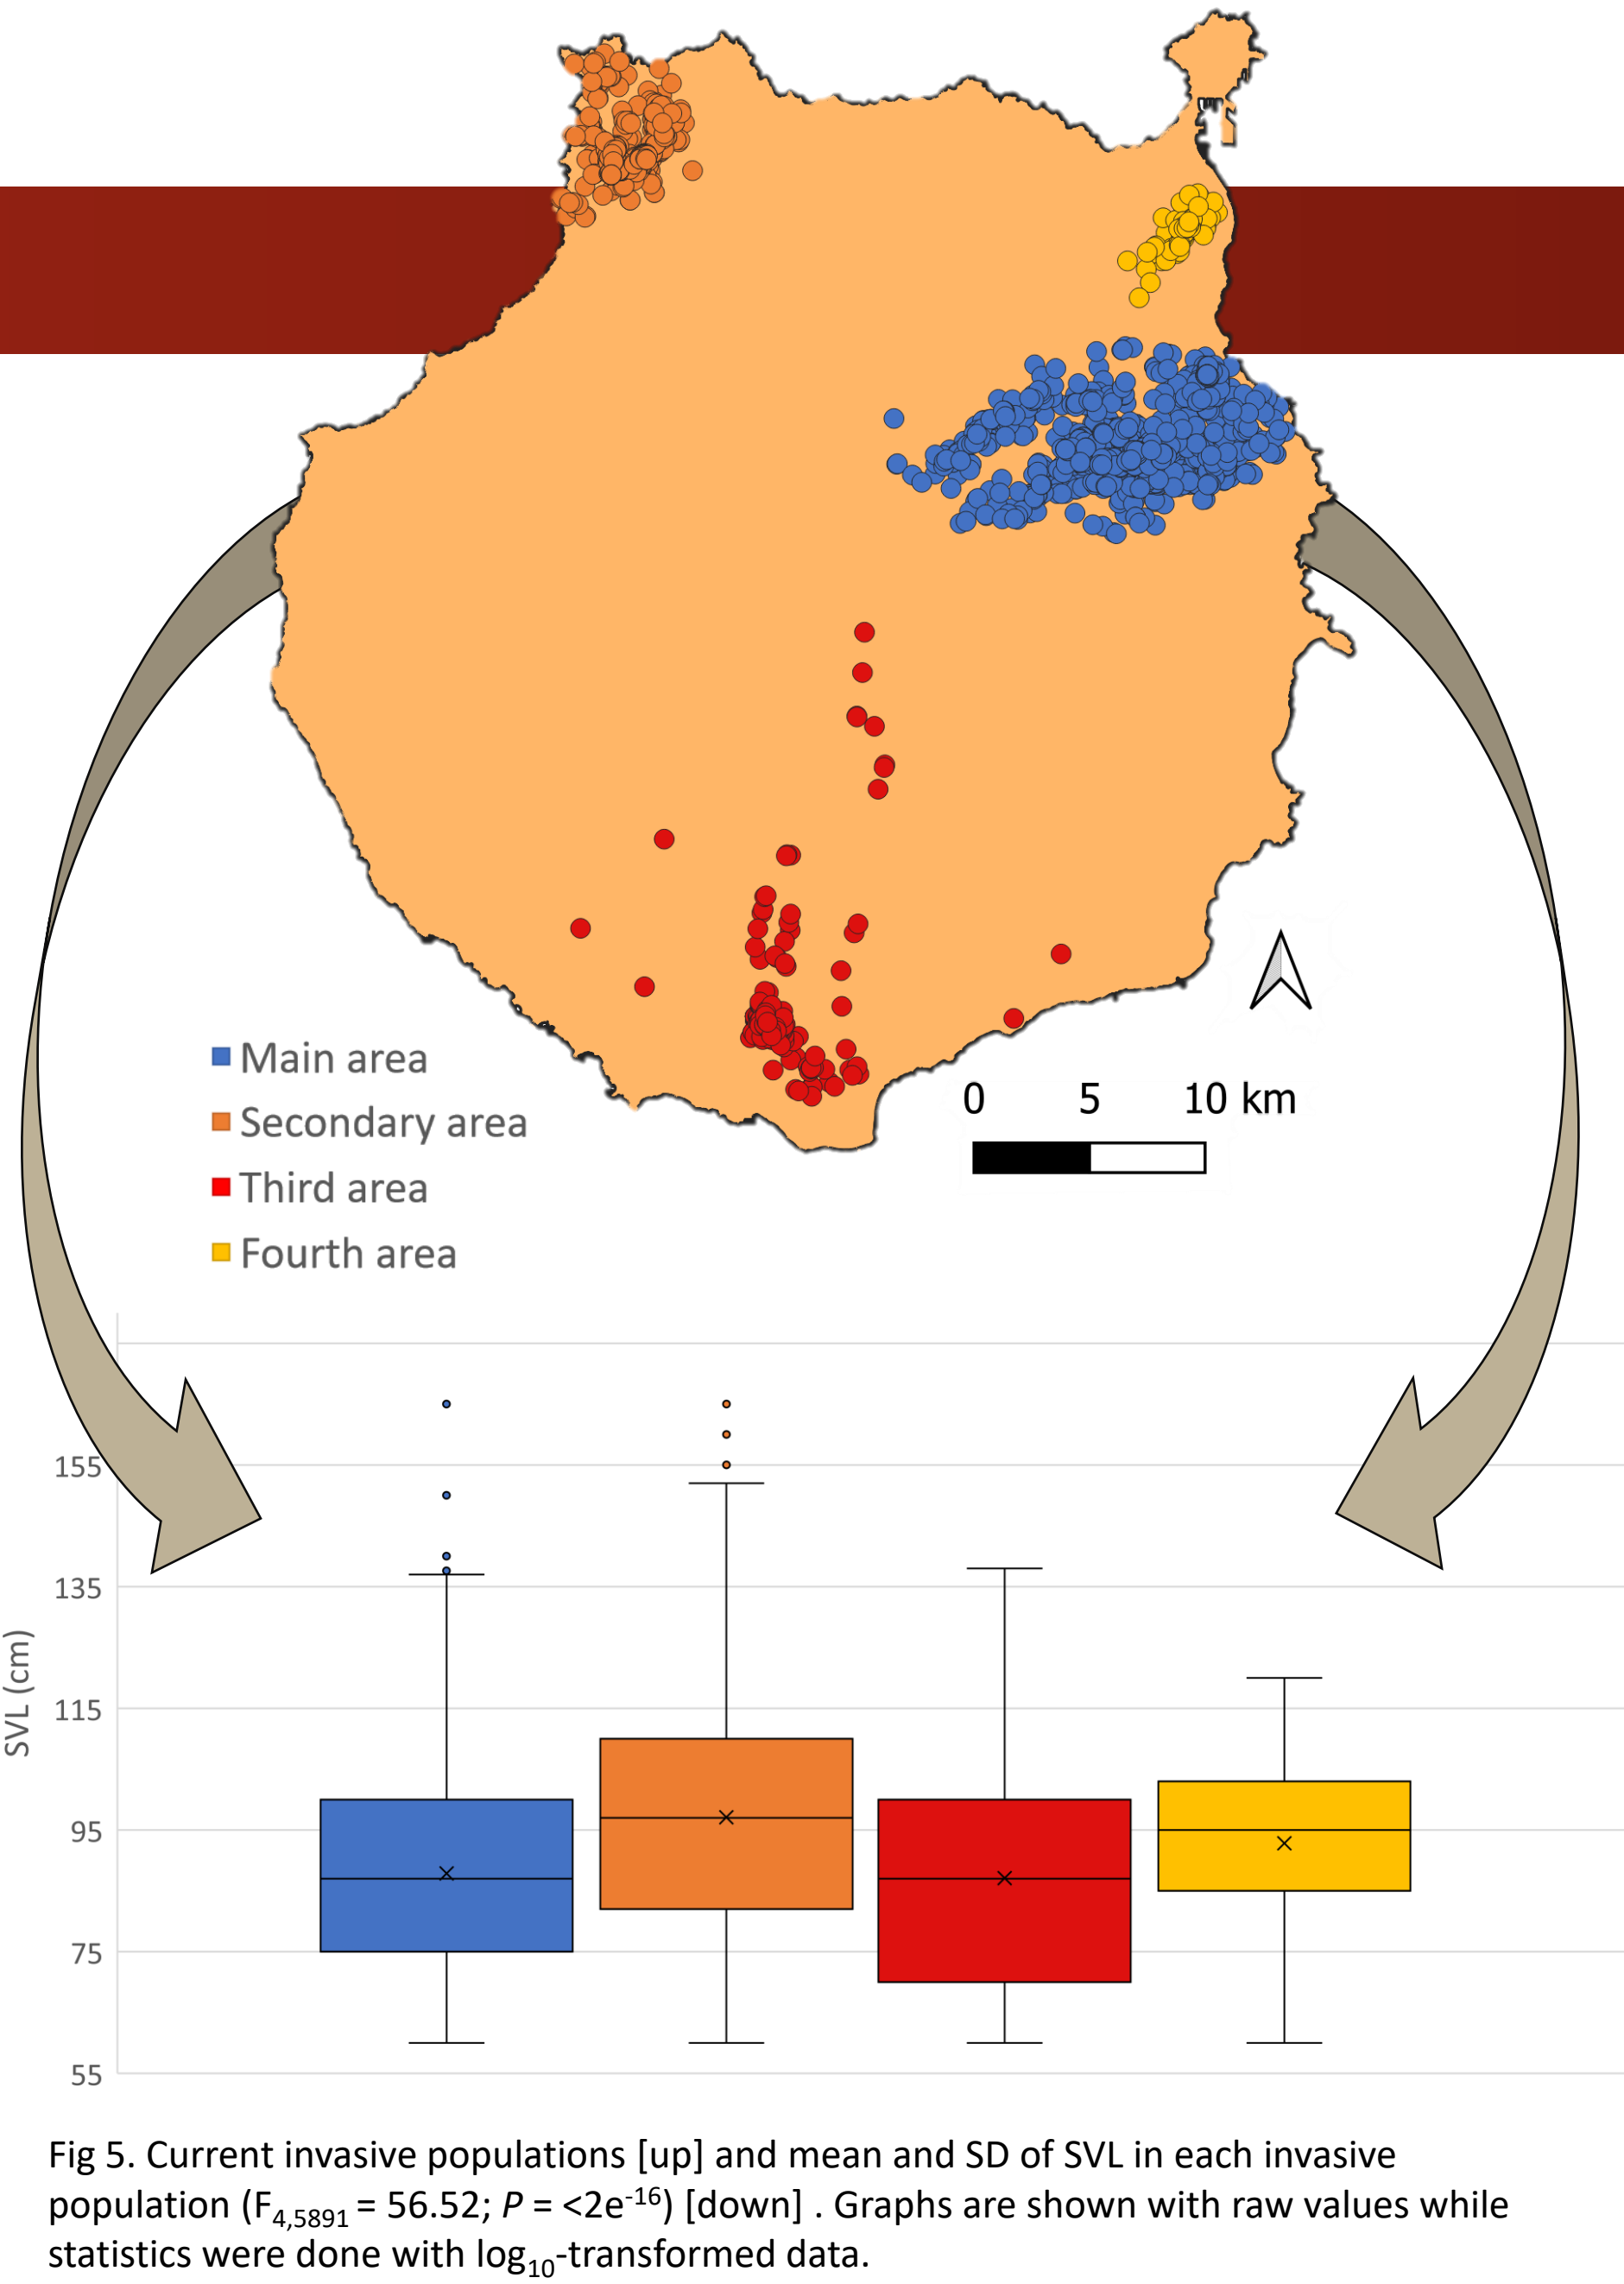 Main area
Secondary area
Third area
Fourth area
0 5 10 km
155
135
115
95
75
55
SVL (cm)
Fig 5. Current invasive populations [up] and mean and SD of SVL in each invasive
population (F4,5891 = 56.52; P = <2e-16) [down] . Graphs are shown with raw values while
statistics were done with log10-transformed data.